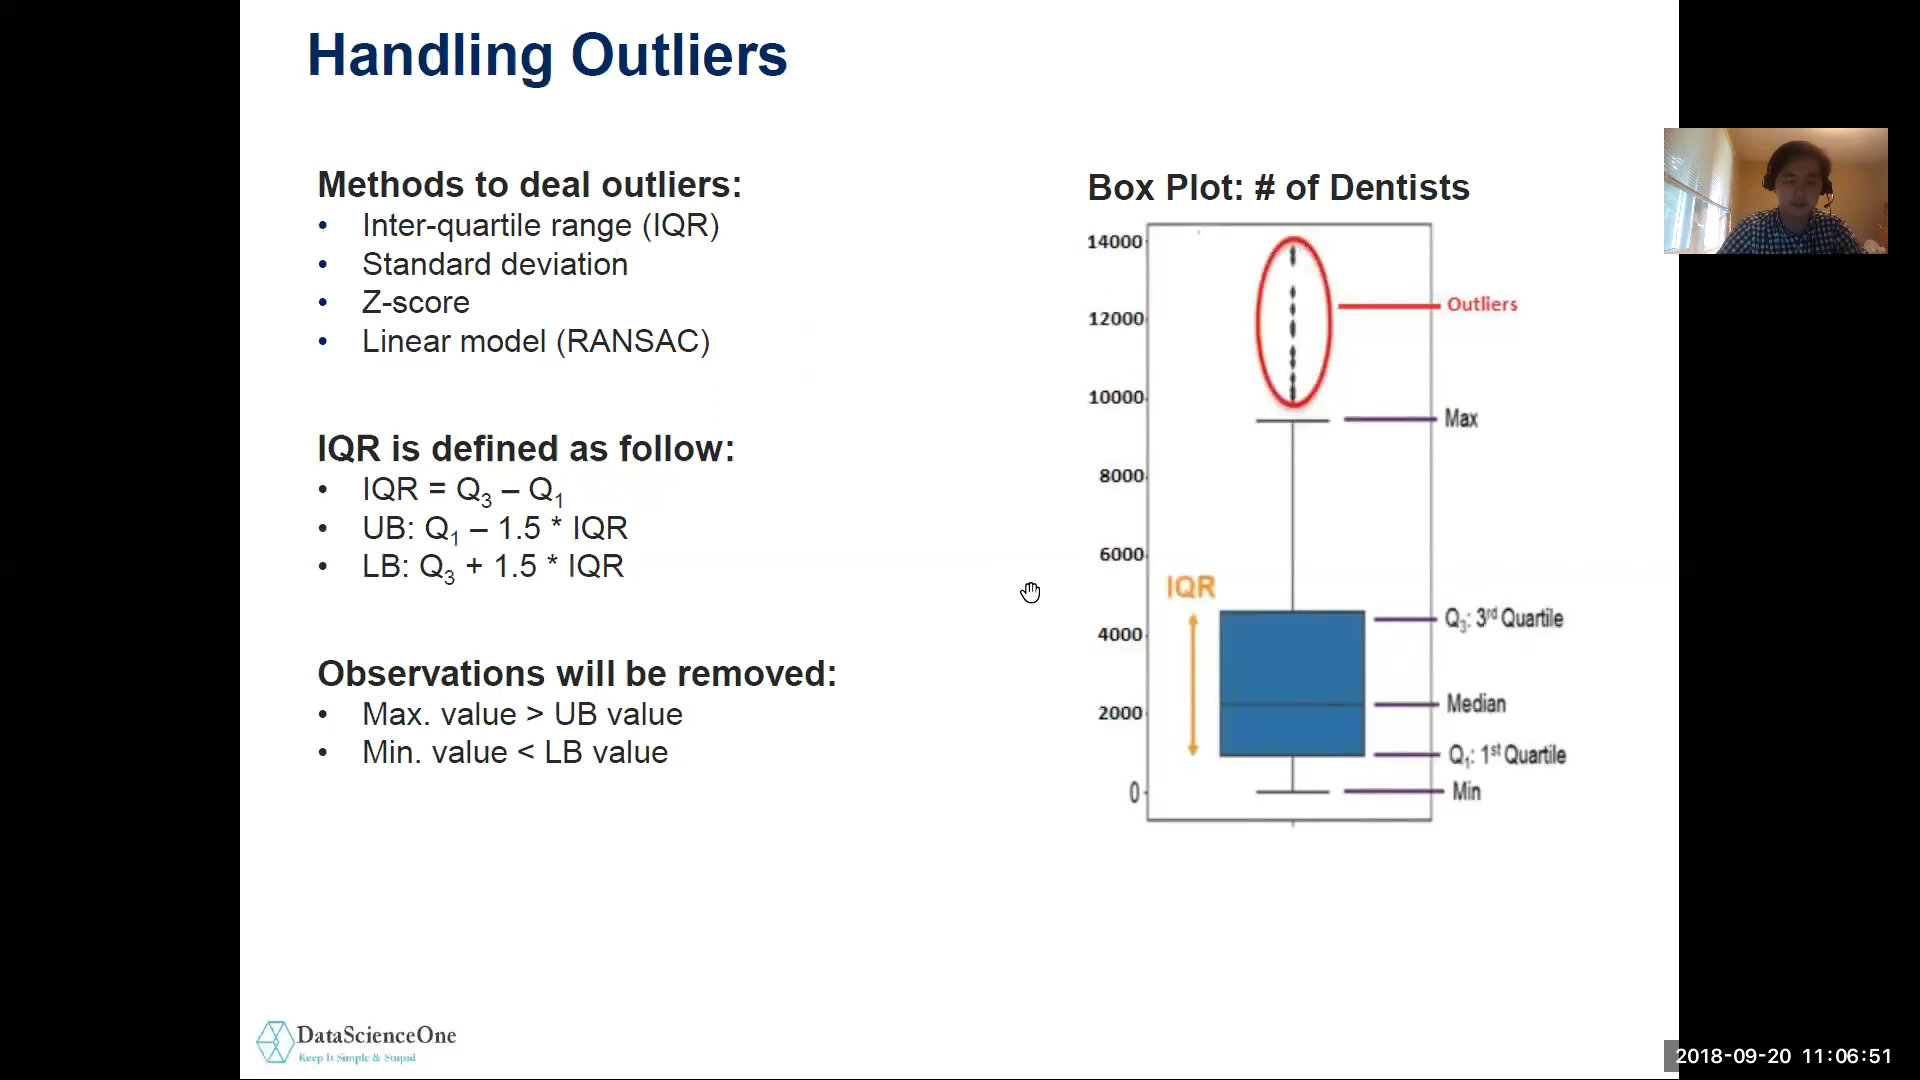 Handling Outliers
Methods to deal outliers:
• Inter-quartile range (IQR)
• Standard deviation
• Z-score
• Linear model (RANSAC)
IQR is defined as follow:
• IQR = Q3 – Q1
• UB: Q1 – 1.5 * IQR
• LB: Q3 + 1.5 * IQR
Observations will be removed:
• Max. value > UB value
• Min. value < LB value
Box Plot: # of Dentists
14000
12000
10000
8000
6000
4000
2000
0
IQR
Outliers
Max
Q3: 3rd Quartile
Median
Q1: 1st Quartile
Min
DataScienceOne
Keep It Simple & Stupid
2018-09-20 11:06:51